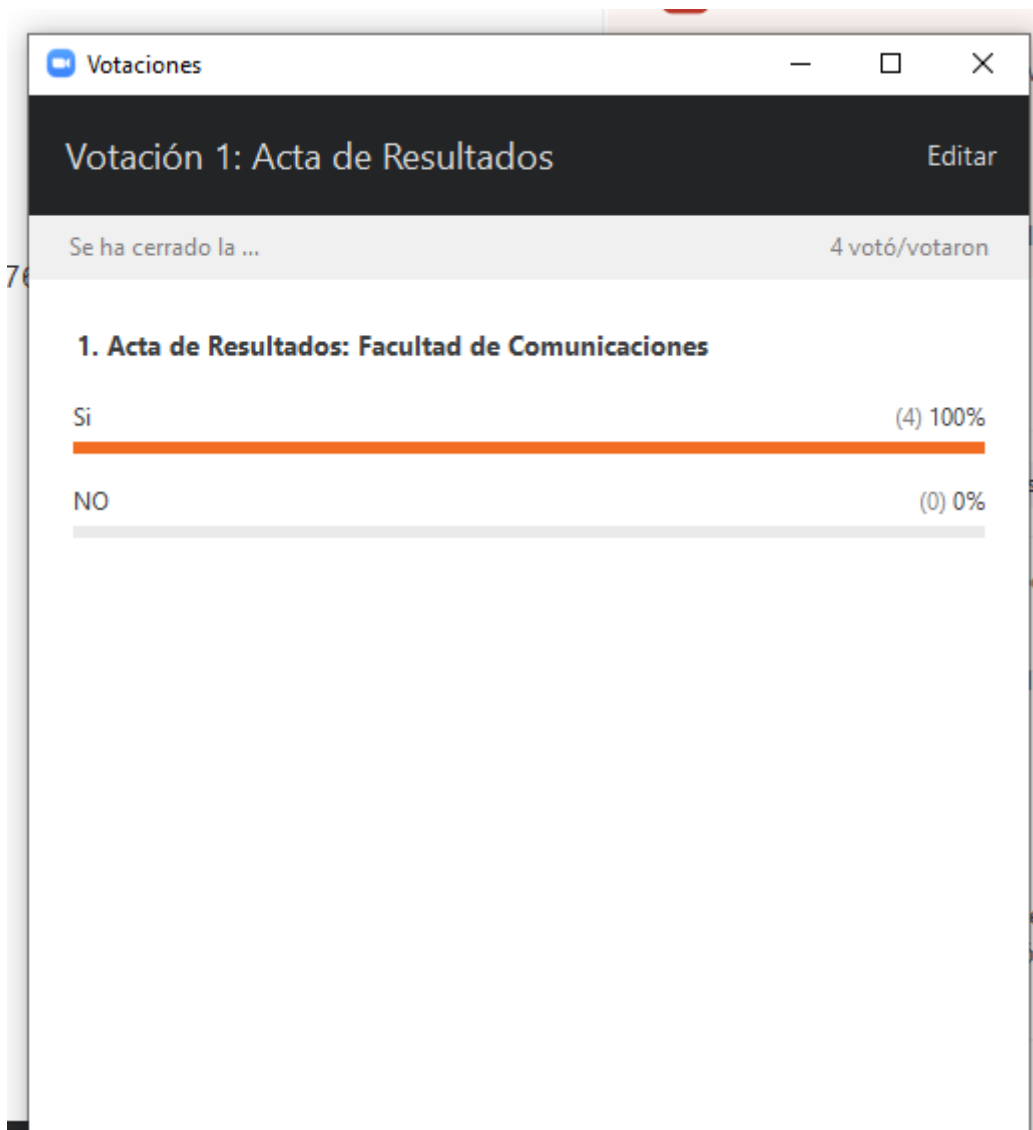 Votaciones
Votación 1: Acta de Resultados Editar
Se ha cerrado la ... 4 votó/votaron
76
1. Acta de Resultados: Facultad de Comunicaciones
Si (4) 100%
NO (0) 0%